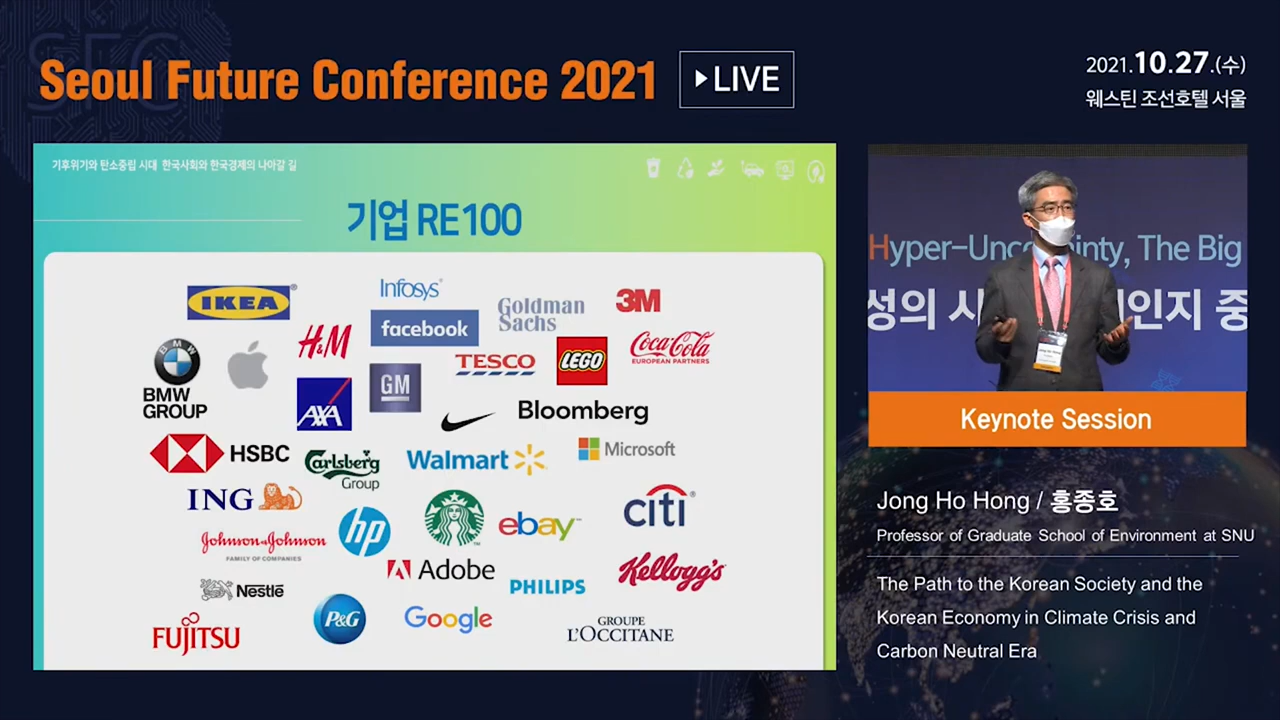 Seoul Future Conference 2021
LIVE
2021.10.27.(수)
웨스틴 조선호텔 서울
기후위기와 탄소중립 시대 한국사회와 한국경제의 나아갈 길
기업 RE100
IKEA
Infosys
Goldman
Sachs
3M
H&M
facebook
Coca-Cola
EUROPEAN PARTNERS
BMW
BMW
GROUP
TESCO
LEGO
AXA
GM
Bloomberg
HSBC
Carlsberg
Group
Walmart
Microsoft
ING
hp
ebay
citi
Johnson & Johnson
FAMILY OF COMPANIES
Adobe
PHILIPS
Kellogg's
Nestlé
FUJITSU
P&G
Google
GROUPE
L'OCCITANE
Hyper-Uncertainty, The Big
성의 시
인지 중
Keynote Session
Jong Ho Hong / 홍종호
Professor of Graduate School of Environment at SNU
The Path to the Korean Society and the
Korean Economy in Climate Crisis and
Carbon Neutral Era